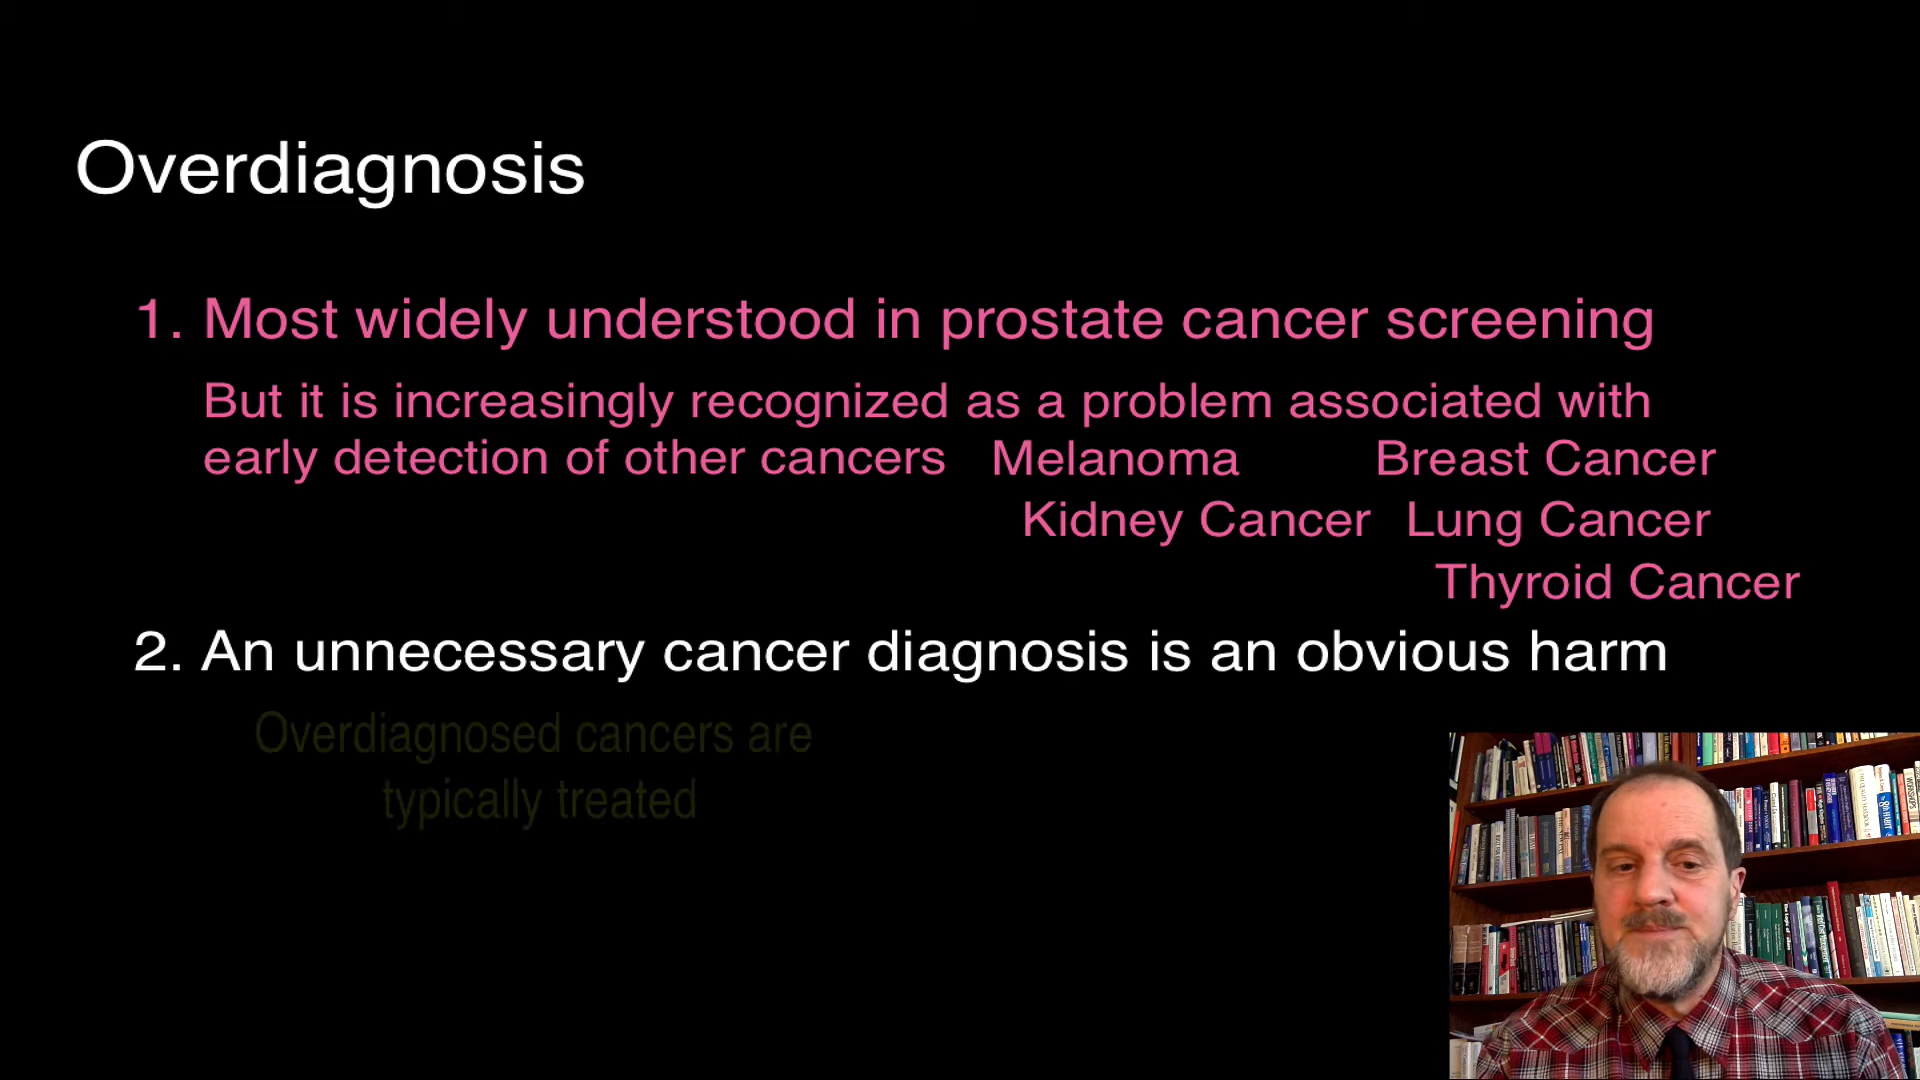 Overdiagnosis
1. Most widely understood in prostate cancer screening
But it is increasingly recognized as a problem associated with
early detection of other cancers Melanoma Breast Cancer
Kidney Cancer Lung Cancer
Thyroid Cancer
2. An unnecessary cancer diagnosis is an obvious harm
Overdiagnosed cancers are
typically treated